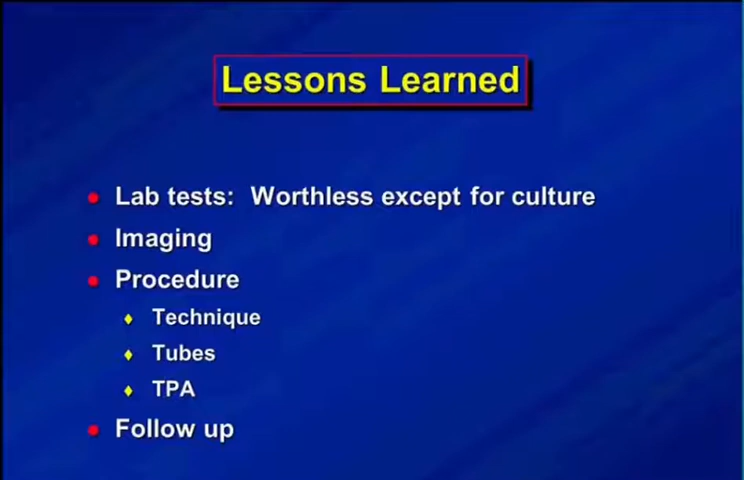 Lessons Learned
Lab tests: Worthless except for culture
Imaging
Procedure
Technique
Tubes
TPA
Follow up